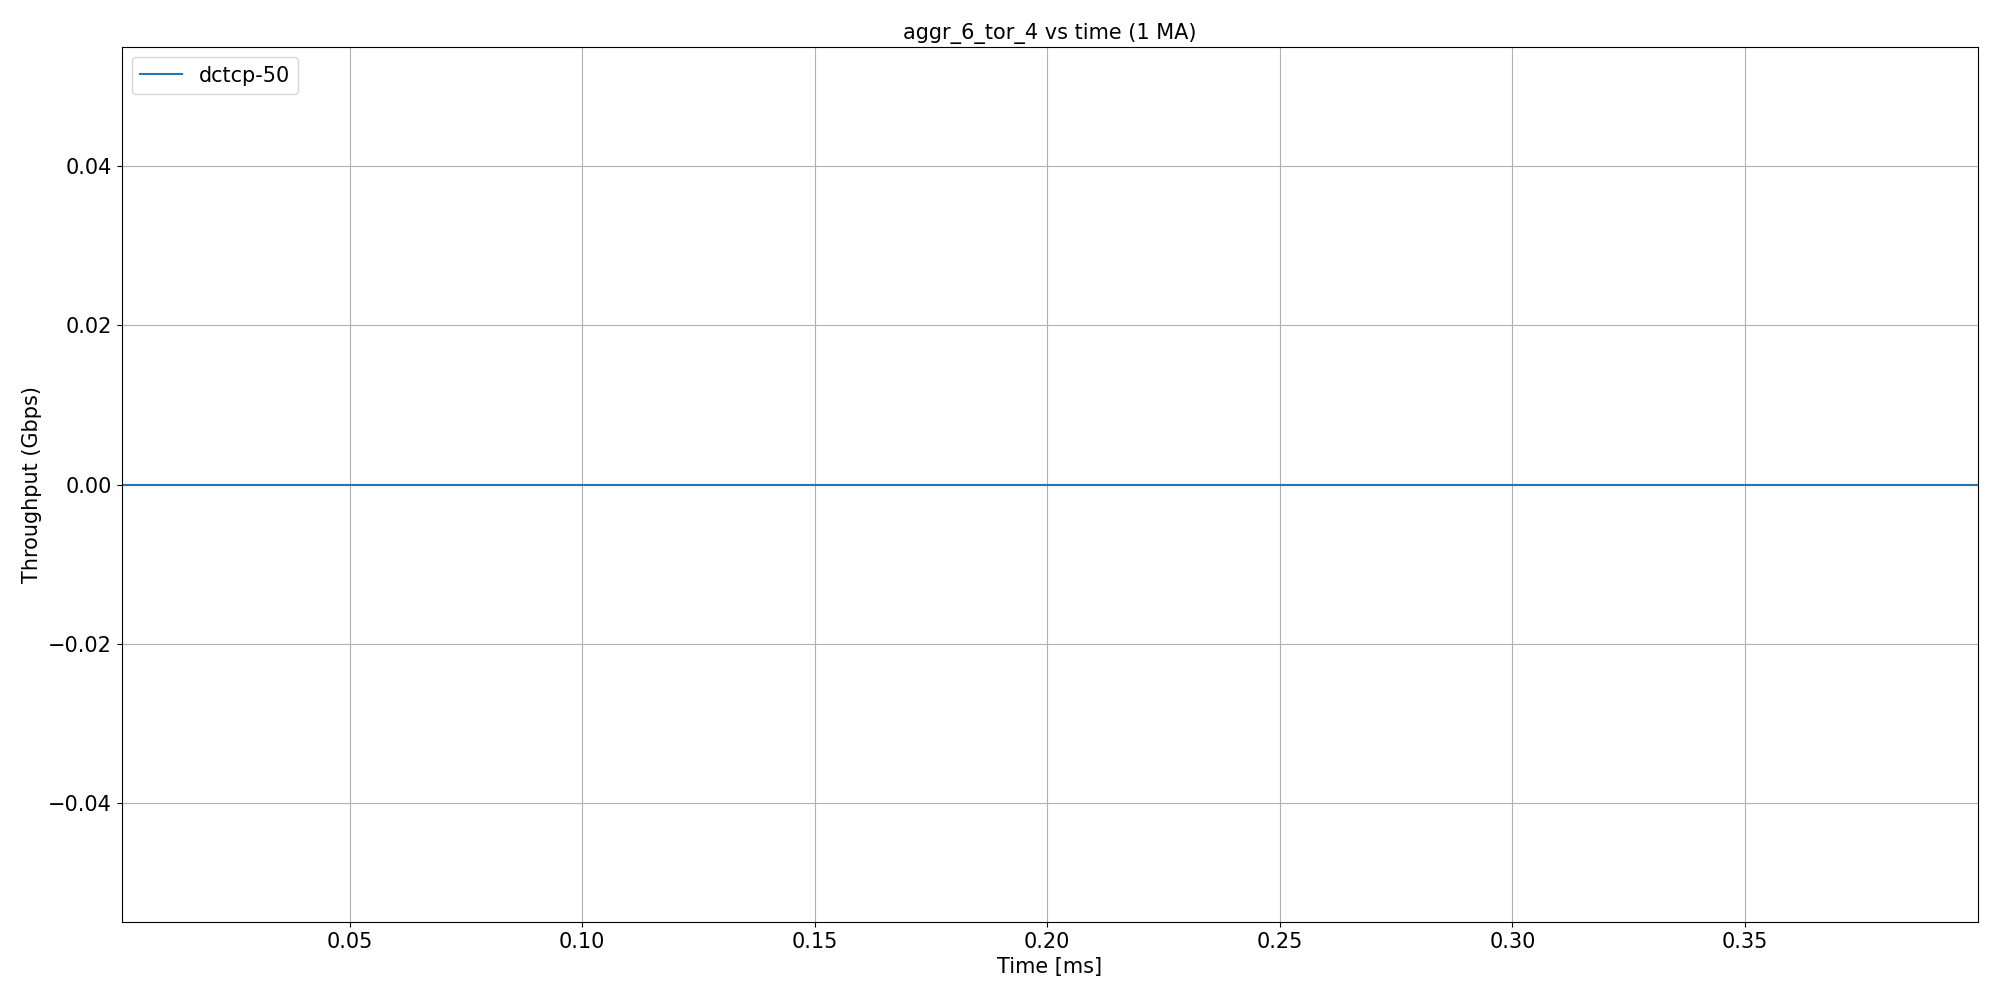 aggr_6_tor_4 vs time (1 MA)
dctcp-50
Throughput (Gbps)
0.04
0.02
0.00
−0.02
−0.04
0.05 0.10 0.15 0.20 0.25 0.30 0.35
Time [ms]